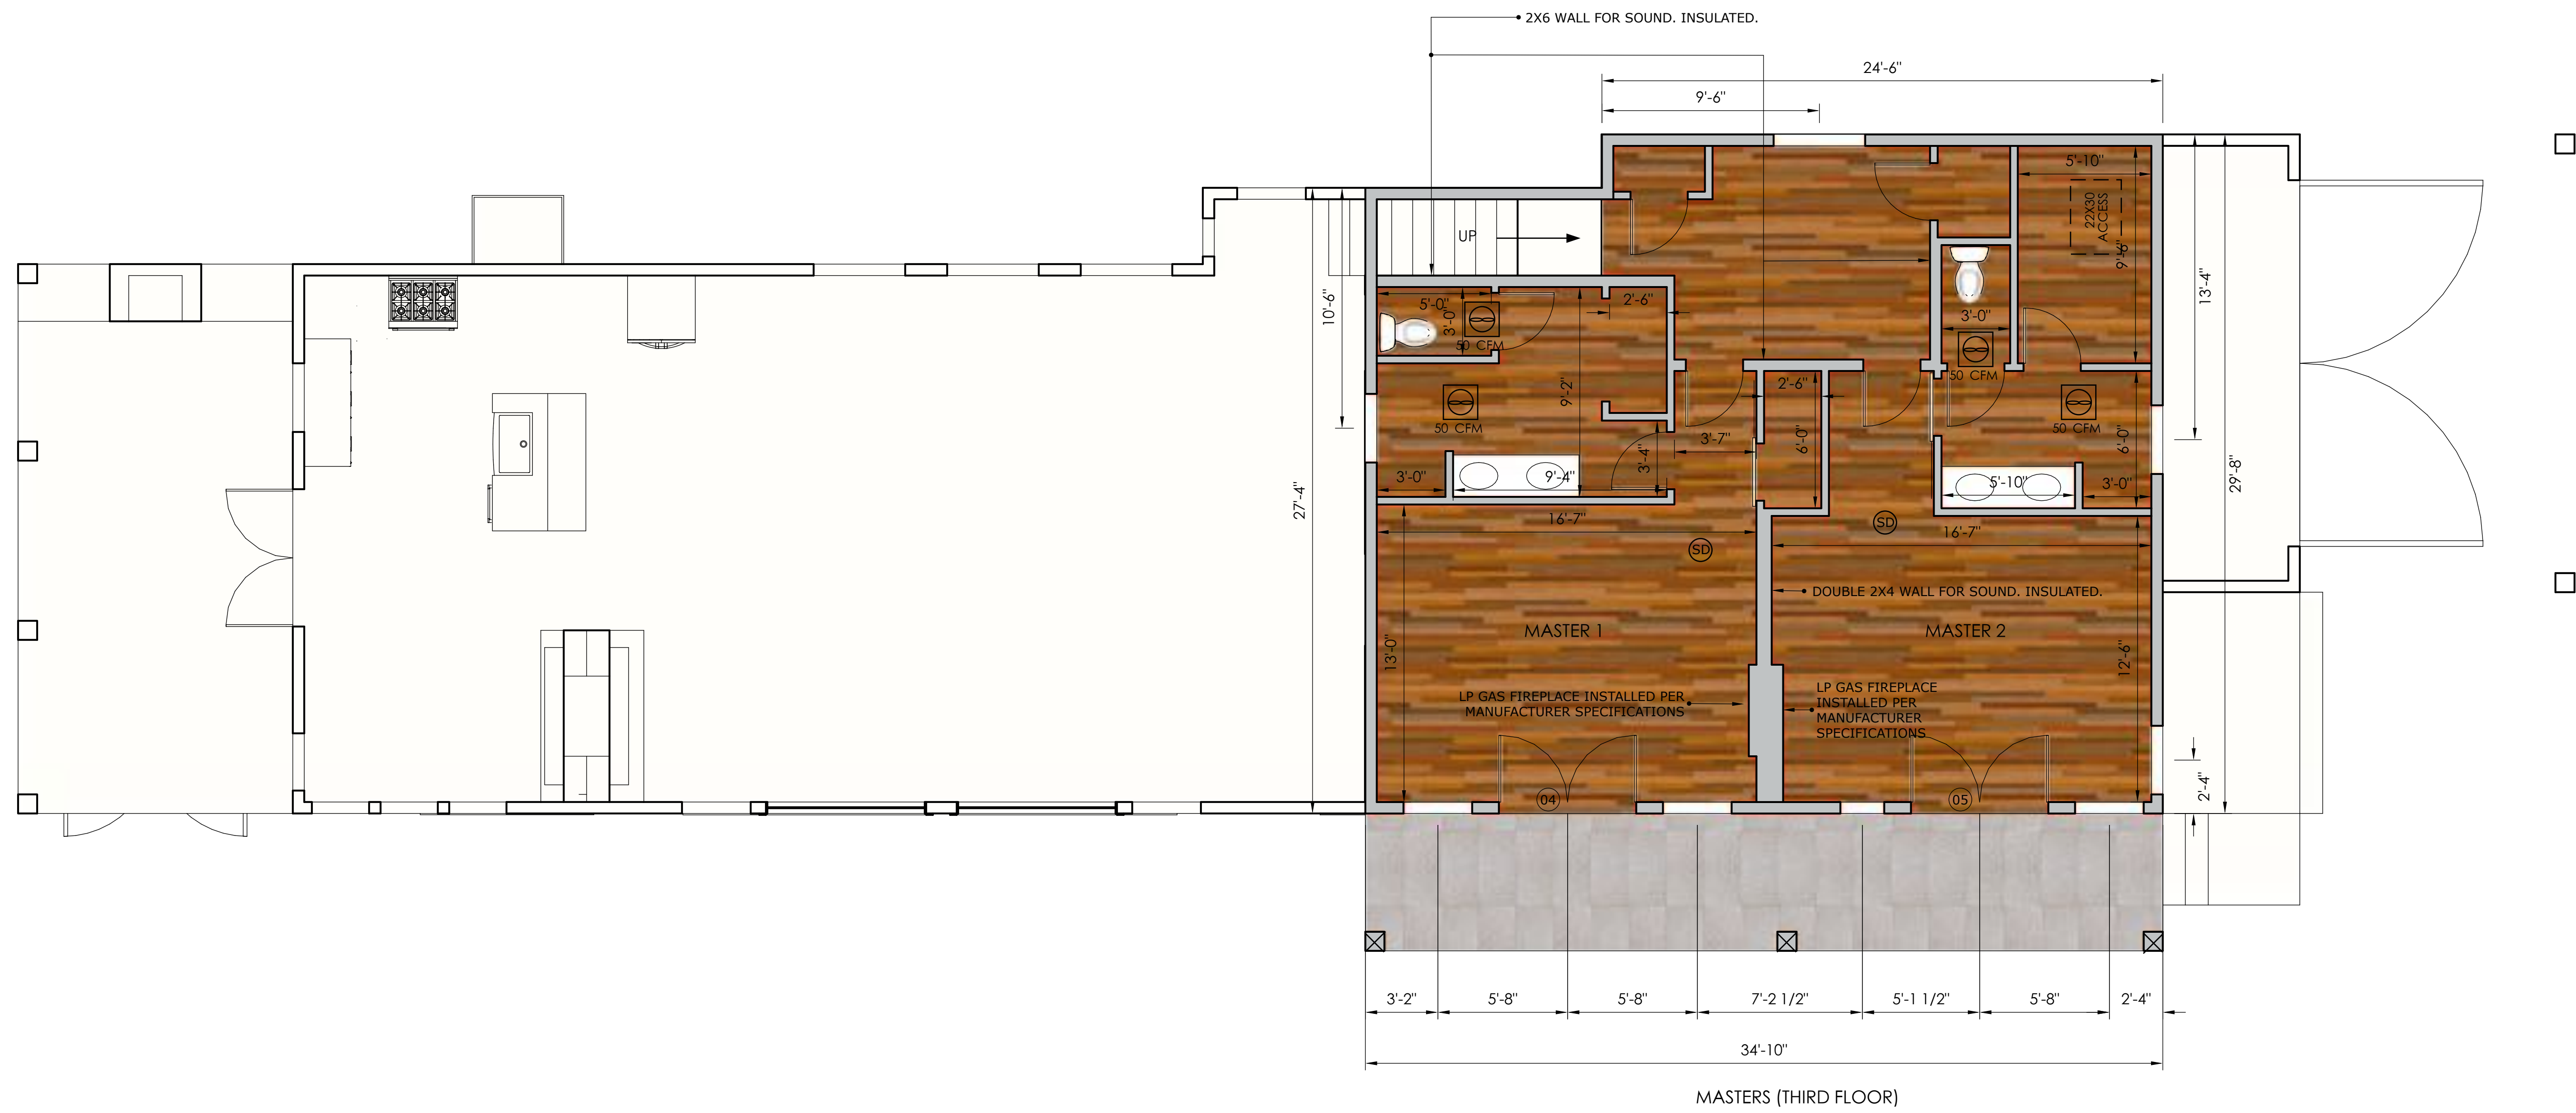 2X6 WALL FOR SOUND. INSULATED.
24'-6"
9'-6"
5'-10"
22X30
ACCESS
9'-6"
13'-4"
UP
10'-6"
5'-0"
3'-0"
50 CFM
2'-6"
3'-0"
50 CFM
9'-2"
2'-6"
50 CFM
50 CFM
3'-7"
6'-0"
6'-0"
3'-4"
3'-0"
9'-4"
5'-10"
3'-0"
29'-8"
27'-4"
16'-7"
SD
SD
16'-7"
DOUBLE 2X4 WALL FOR SOUND. INSULATED.
MASTER 1
MASTER 2
13'-0"
12'-6"
LP GAS FIREPLACE INSTALLED PER
MANUFACTURER SPECIFICATIONS
LP GAS FIREPLACE
INSTALLED PER
MANUFACTURER
SPECIFICATIONS
2'-4"
04
05
3'-2"
5'-8"
5'-8"
7'-2 1/2"
5'-1 1/2"
5'-8"
2'-4"
34'-10"
MASTERS (THIRD FLOOR)